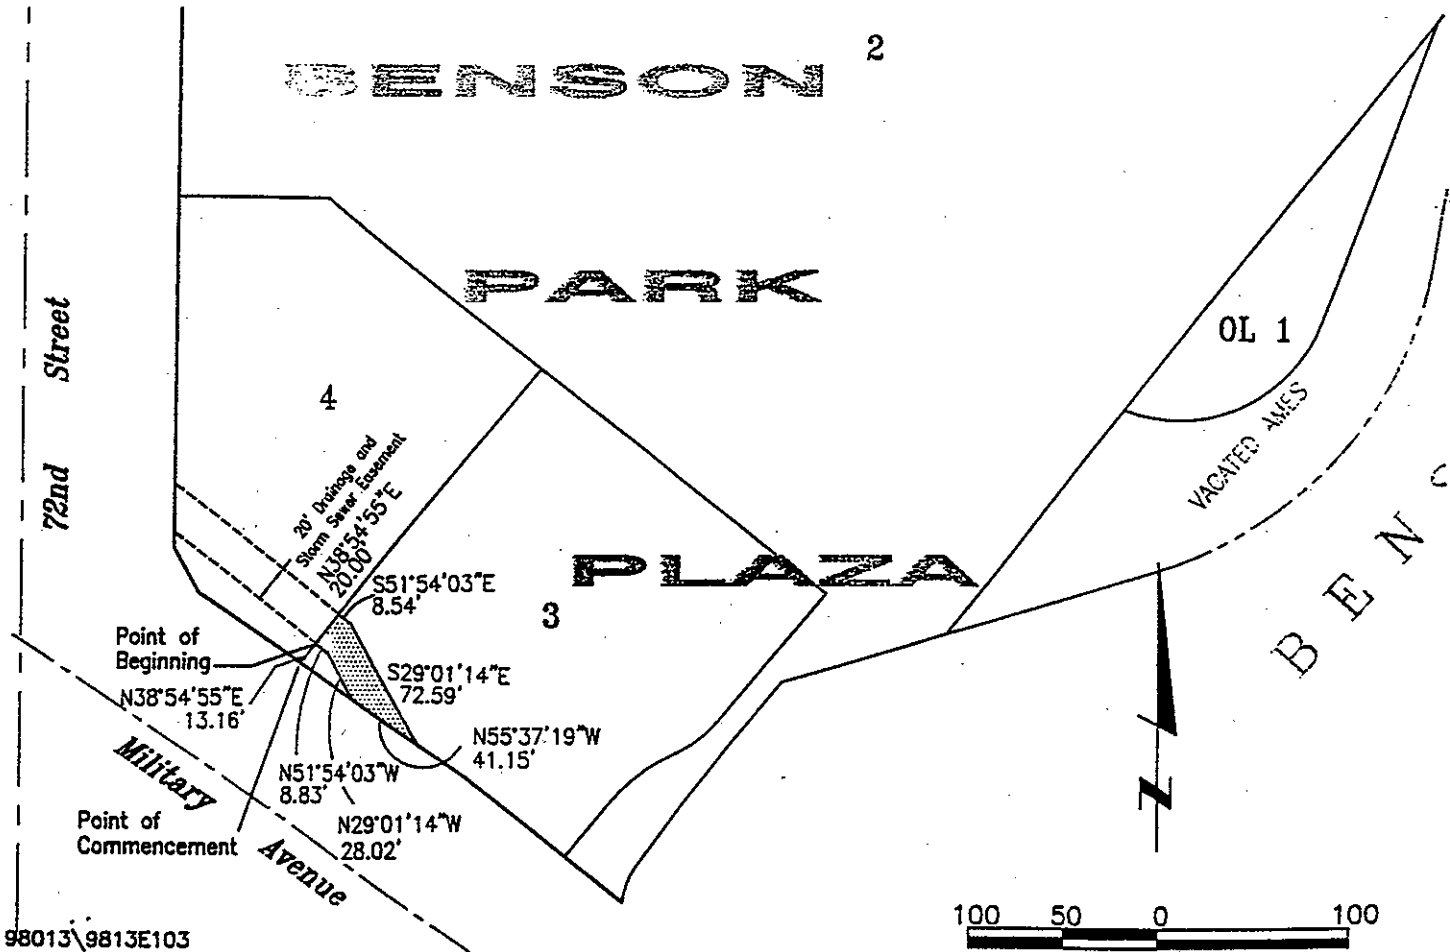 BENSON
2
PARK
72nd Street
OL 1
4
VACATED AMES
20' Drainage and
Storm Sewer Easement
N38°54'55"E
20.00'
PLAZA
S51°54'03"E
8.54'
3
BEN
Point of
Beginning
S29°01'14"E
72.59'
N38°54'55"E
13.16'
N55°37'19"W
41.15'
Military Avenue
N51°54'03"W
8.83'
Point of
Commencement
N29°01'14"W
28.02'
N
100 50 0 100
98013\9813E103